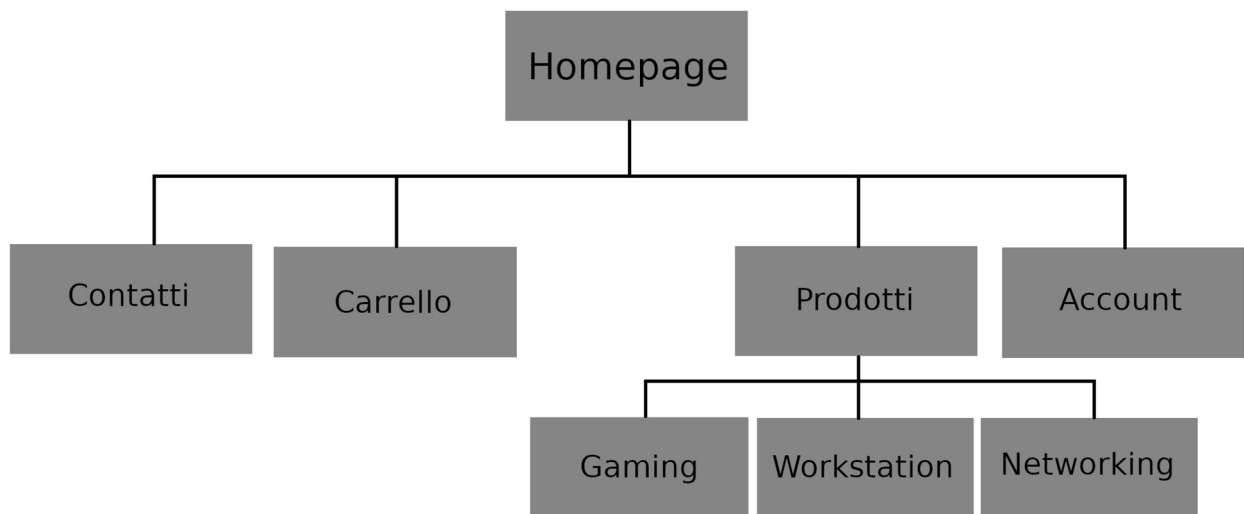 Homepage
Contatti
Carrello
Prodotti
Account
Gaming
Workstation
Networking